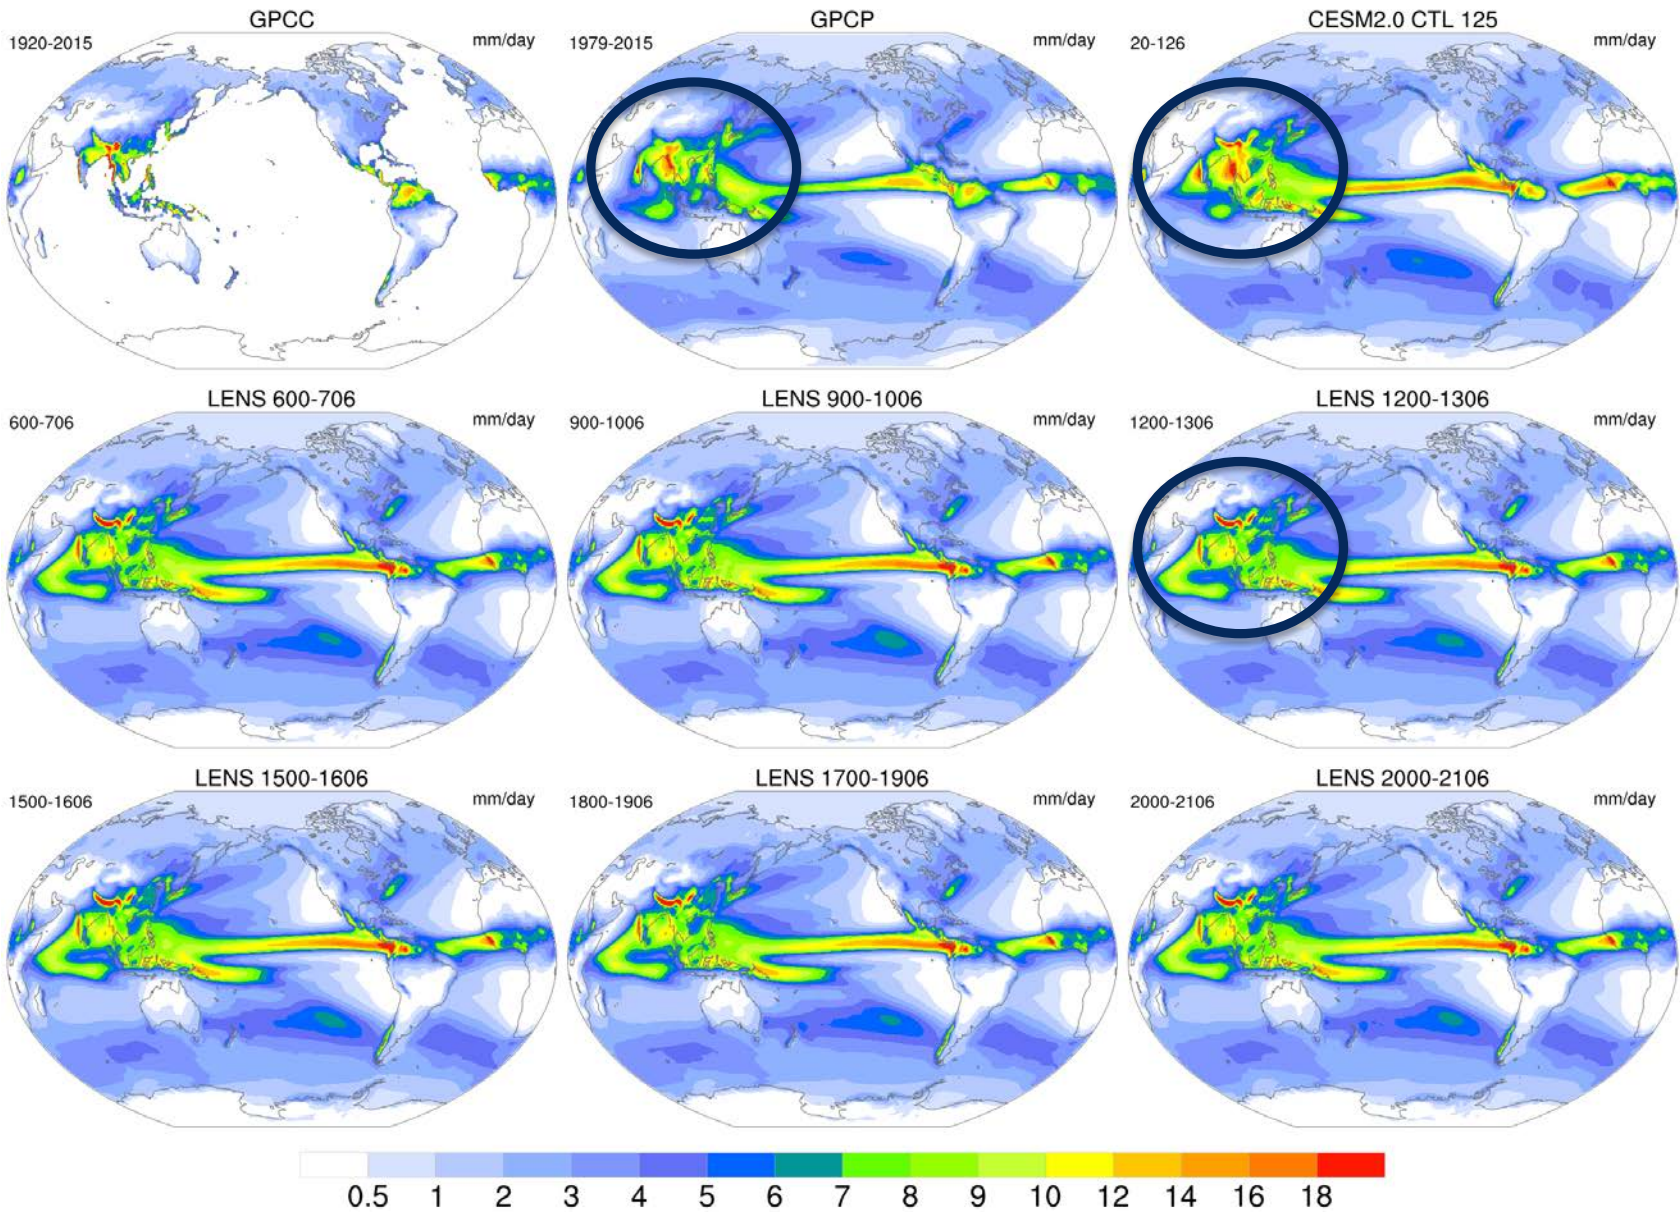 GPCC
1920-2015 mm/day
GPCP
1979-2015 mm/day
CESM2.0 CTL 125
20-126 mm/day
LENS 600-706
600-706 mm/day
LENS 900-1006
900-1006 mm/day
LENS 1200-1306
1200-1306 mm/day
LENS 1500-1606
1500-1606 mm/day
LENS 1700-1906
1800-1906 mm/day
LENS 2000-2106
2000-2106 mm/day
0.5 1 2 3 4 5 6 7 8 9 10 12 14 16 18